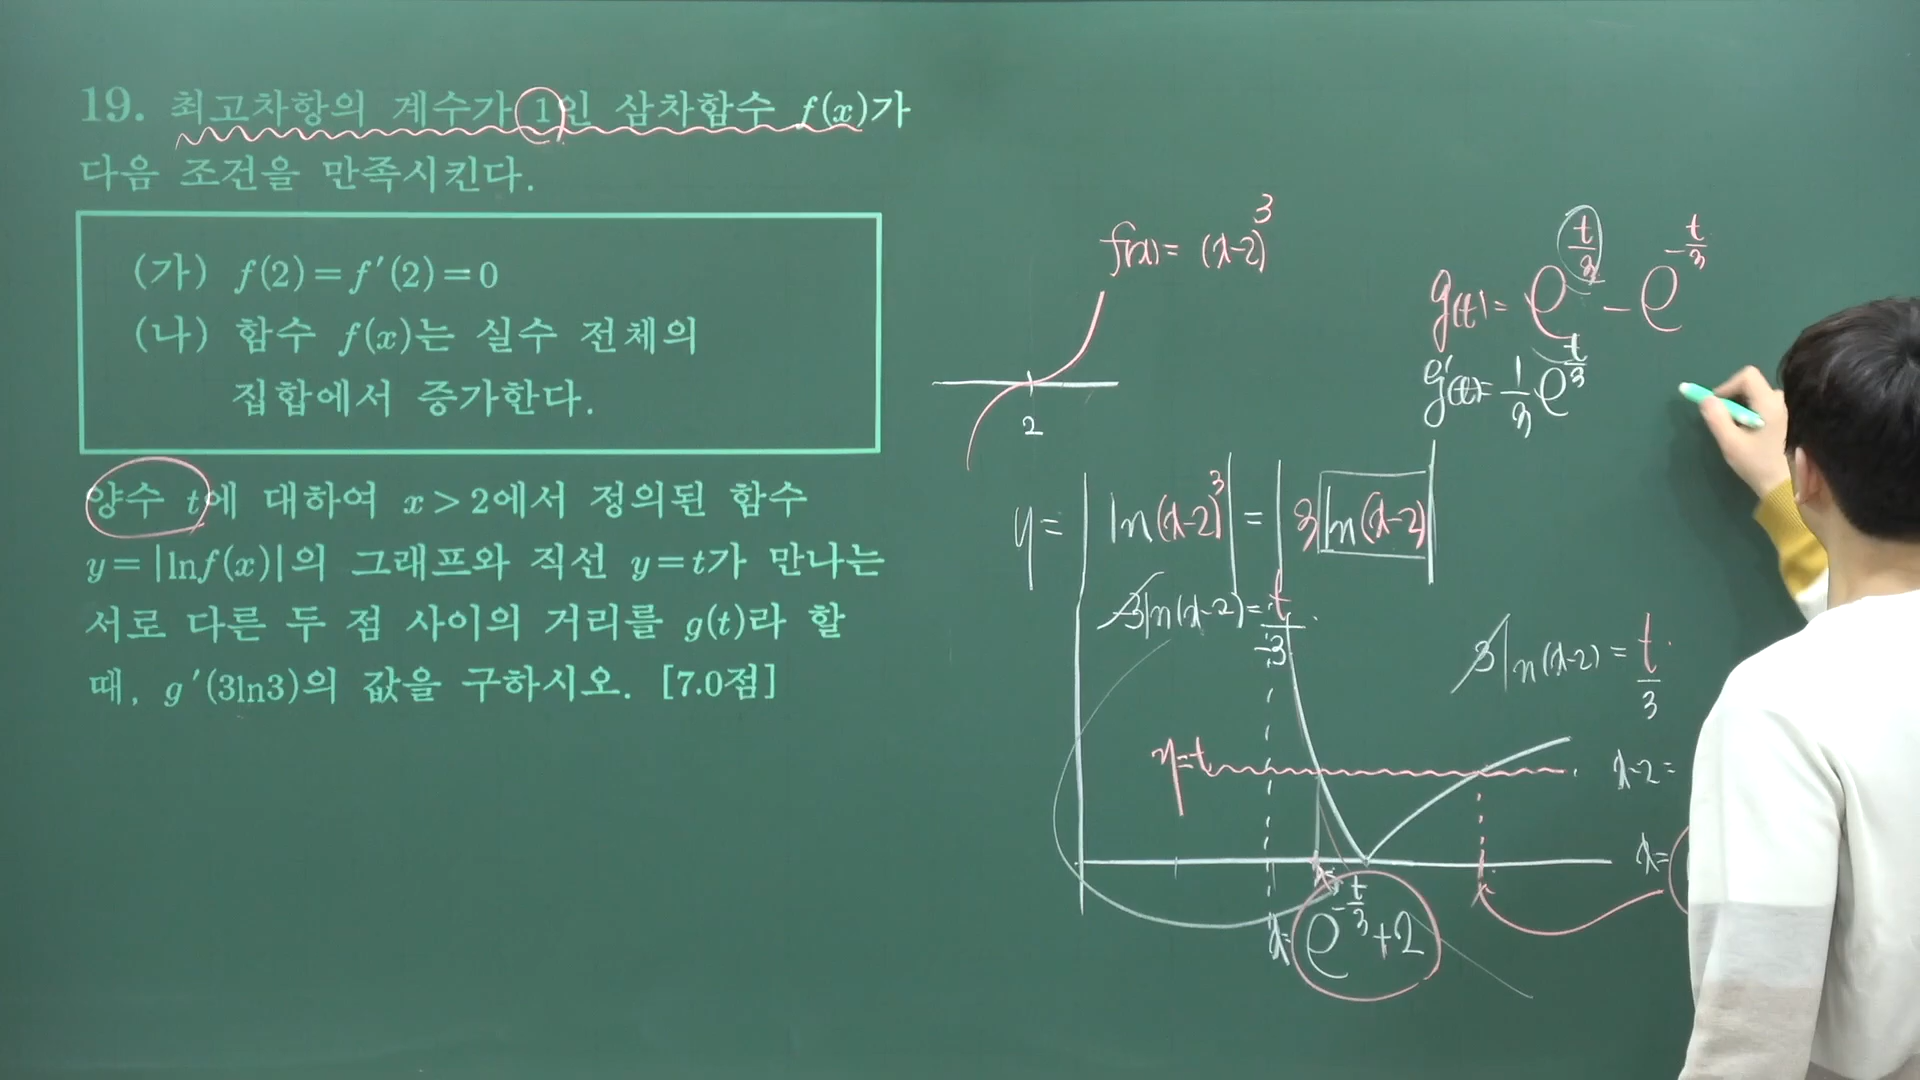 19. 최고차항의 계수가 1인 삼차함수 f(x)가
다음 조건을 만족시킨다.
(가) f(2)=f′(2)=0
(나) 함수 f(x)는 실수 전체의
집합에서 증가한다.
양수 t에 대하여 x>2에서 정의된 함수
y=|lnf(x)|의 그래프와 직선 y=t가 만나는
서로 다른 두 점 사이의 거리를 g(t)라 할
때, g′(3ln3)의 값을 구하시오. [7.0점]
f(x)= (x-2)³
2
g(t)= e^{t/3} - e^{-t/3}
g′(t)= 1/3 e^{t/3}
y= |ln(x-2)³| = |3ln(x-2)|
3ln(x-2)= t/-3
3ln(x-2)= t/3
y=t
x-2=
x=
x= e^{-t/3}+2